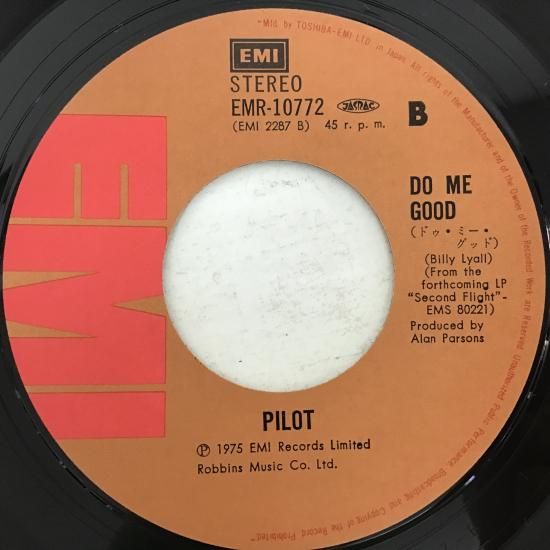 "Mfd. by TOSHIBA-EMI LTD. in Japan. All rights of the Manufacturer and of the Owner of the Recorded Work are Reserved. Unauthorized Public Performance, Broadcasting and Copying of the Record Prohibited."
EMI
STEREO
EMR-10772 JASRAC
(EMI 2287 B) 45 r. p. m.
B
DO ME
GOOD
(ドゥ・ミー・
グッド)
(Billy Lyall)
(From the
forthcoming LP
"Second Flight"-
EMS 80221)
Produced by
Alan Parsons
EMI
PILOT
Ⓟ 1975 EMI Records Limited
Robbins Music Co. Ltd.